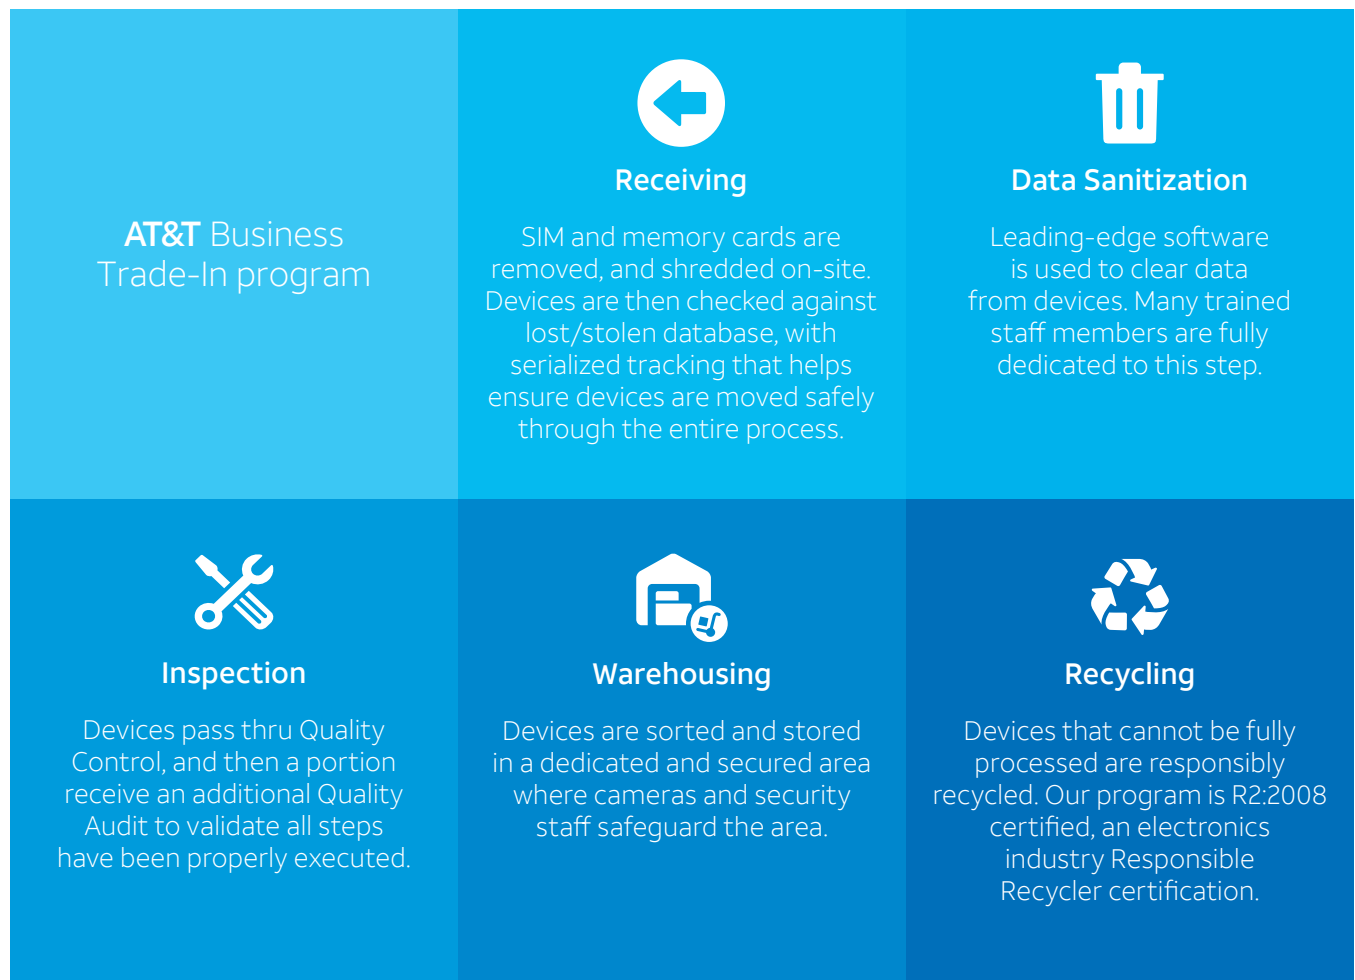 AT&T Business
Trade-In program
Receiving
SIM and memory cards are
removed, and shredded on-site.
Devices are then checked against
lost/stolen database, with
serialized tracking that helps
ensure devices are moved safely
through the entire process.
Data Sanitization
Leading-edge software
is used to clear data
from devices. Many trained
staff members are fully
dedicated to this step.
Inspection
Devices pass thru Quality
Control, and then a portion
receive an additional Quality
Audit to validate all steps
have been properly executed.
Warehousing
Devices are sorted and stored
in a dedicated and secured area
where cameras and security
staff safeguard the area.
Recycling
Devices that cannot be fully
processed are responsibly
recycled. Our program is R2:2008
certified, an electronics
industry Responsible
Recycler certification.